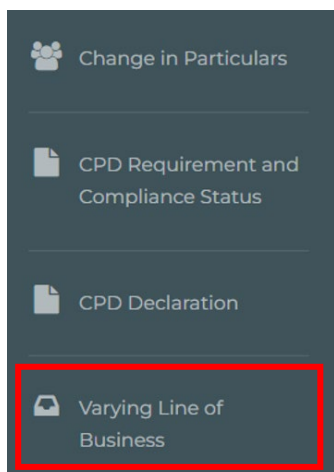 Change in Particulars
CPD Requirement and
Compliance Status
CPD Declaration
Varying Line of
Business